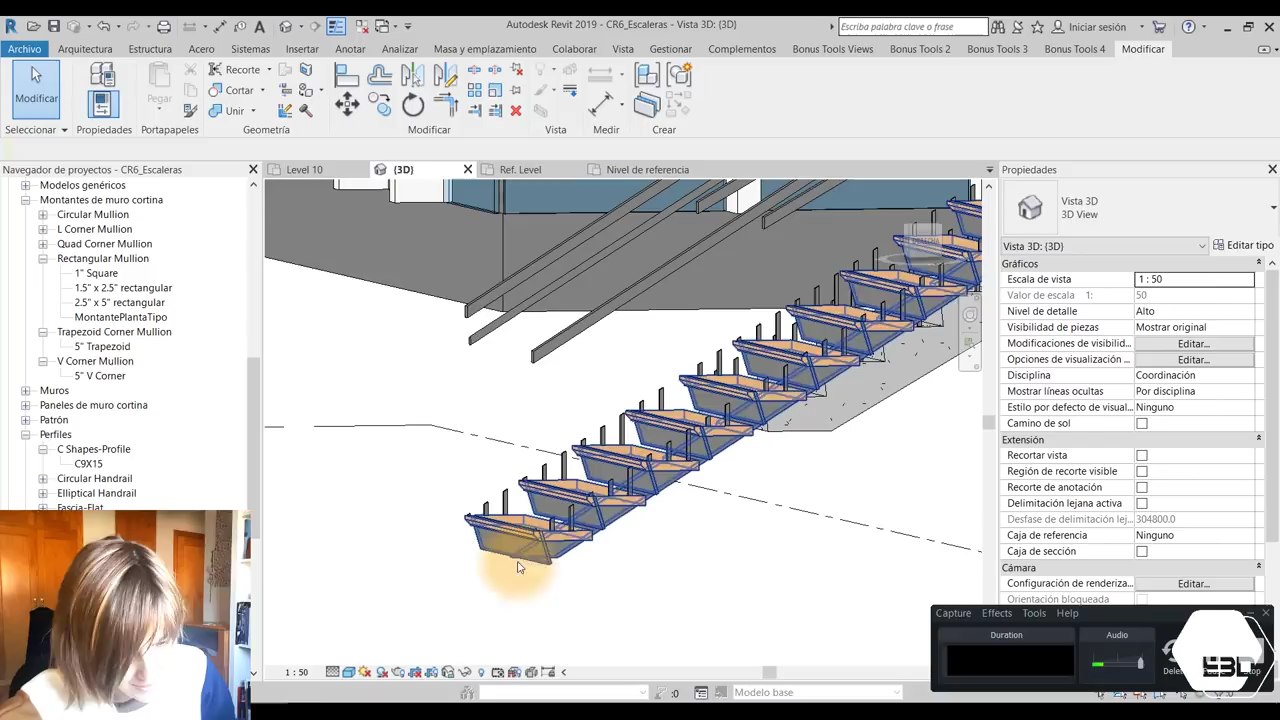 Autodesk Revit 2019 - CR6_Escaleras - Vista 3D: {3D}
Escriba palabra clave o frase
Iniciar sesión
Archivo Arquitectura Estructura Acero Sistemas Insertar Anotar Analizar Masa y emplazamiento Colaborar Vista Gestionar Complementos Bonus Tools Views Bonus Tools 2 Bonus Tools 3 Bonus Tools 4 Modificar
Modificar
Pegar
Recorte
Cortar
Unir
Seleccionar Propiedades Portapapeles Geometría Modificar Vista Medir Crear
Navegador de proyectos - CR6_Escaleras
Level 10
{3D}
Ref. Level
Nivel de referencia
Modelos genéricos
Montantes de muro cortina
Circular Mullion
L Corner Mullion
Quad Corner Mullion
Rectangular Mullion
1" Square
1.5" x 2.5" rectangular
2.5" x 5" rectangular
MontantePlantaTipo
Trapezoid Corner Mullion
5" Trapezoid
V Corner Mullion
5" V Corner
Muros
Paneles de muro cortina
Patrón
Perfiles
C Shapes-Profile
C9X15
Circular Handrail
Elliptical Handrail
Fascia-Flat
Propiedades
Vista 3D
3D View
Vista 3D: {3D}
Editar tipo
Gráficos
Escala de vista 1 : 50
Valor de escala 1: 50
Nivel de detalle Alto
Visibilidad de piezas Mostrar original
Modificaciones de visibilid... Editar...
Opciones de visualización ... Editar...
Disciplina Coordinación
Mostrar líneas ocultas Por disciplina
Estilo por defecto de visual... Ninguno
Camino de sol
Extensión
Recortar vista
Región de recorte visible
Recorte de anotación
Delimitación lejana activa
Desfase de delimitación lej... 304800.0
Caja de referencia Ninguno
Caja de sección
Cámara
Configuración de renderiza... Editar...
Orientación bloqueada
Capture Effects Tools Help
Duration
Audio
1 : 50
:0
Modelo base